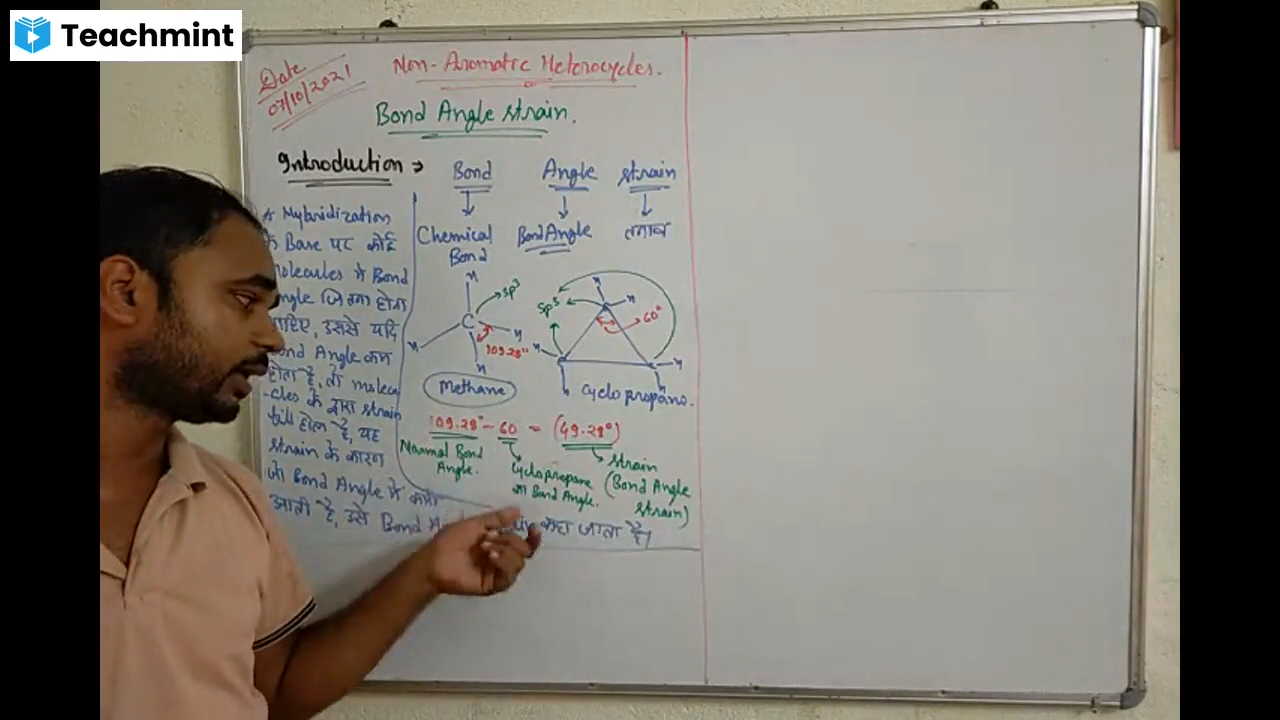 Teachmint
Date
07/10/2021
Non-Aromatic Heterocycles.
Bond Angle strain.
Introduction →
Bond Angle strain
Chemical Bond Angle तनाव
Bond
* Hybridization
के Base पर कोई
molecules में Bond
Angle जितना होना
चाहिए, उससे यदि
Bond Angle कम
होता है, तो molecu
-cles के द्वारा strain
fill होता है, यह
strain के कारण
जो Bond Angle में कमी
आती है, उसे Bond कहा जाता है।
H
sp³
C
H
H
H
109.28"
Methane
H
H
sp³
60°
H
H
H
H
Cyclopropane.
109.28° - 60 = (49.28°)
Normal Bond
Angle.
Cyclopropane
का Bond Angle.
strain
(Bond Angle
strain)